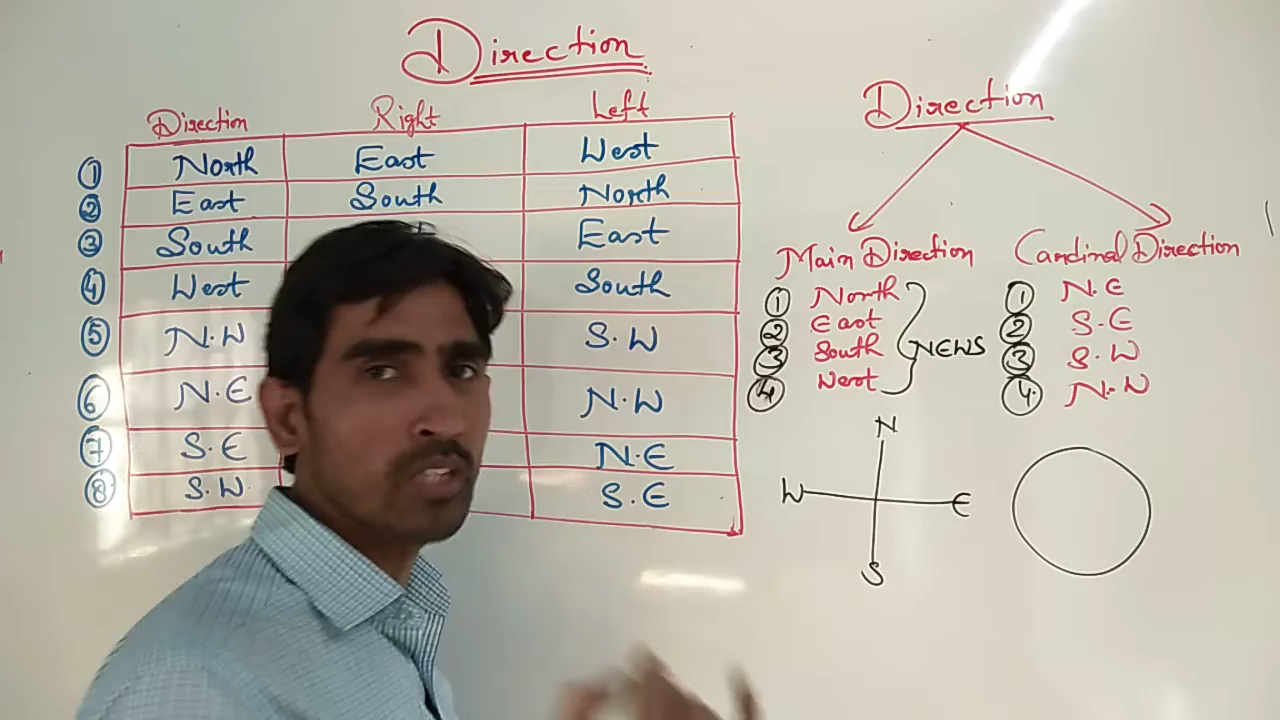 Direction
Direction Right Left
① North East West
② East South North
③ South East
④ West South
⑤ N.W S.W
⑥ N.E N.W
⑦ S.E N.E
⑧ S.W. S.E
Direction
Main Direction
① North
② East
③ South
④ West
NEWS
Cardinal Direction
① N.E
② S.E
③ S.W
④ N.W
N
W E
S